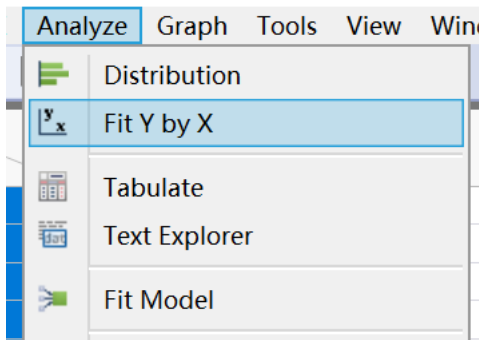 Analyze Graph Tools View
Distribution
Fit Y by X
Tabulate
Text Explorer
Fit Model